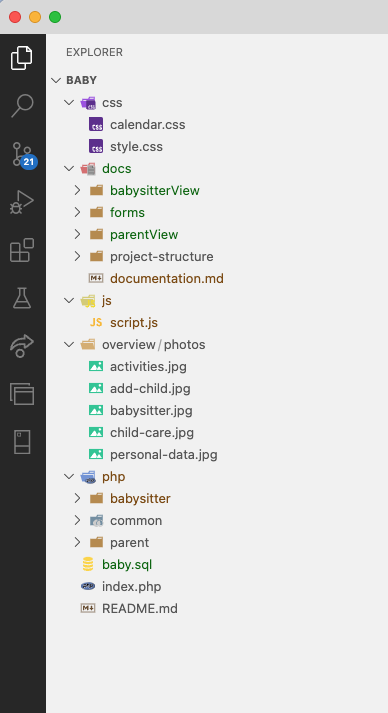 EXPLORER
BABY
css
calendar.css
style.css
docs
babysitterView
forms
parentView
project-structure
documentation.md
js
JS script.js
overview/photos
activities.jpg
add-child.jpg
babysitter.jpg
child-care.jpg
personal-data.jpg
php
babysitter
common
parent
baby.sql
index.php
README.md
21